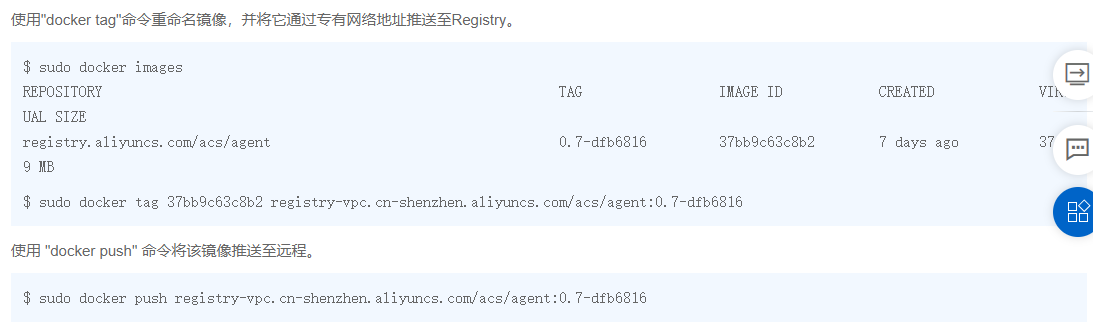 使用"docker tag"命令重命名镜像，并将它通过专有网络地址推送至Registry。
$ sudo docker images
REPOSITORY TAG IMAGE ID CREATED VIR
UAL SIZE
registry.aliyuncs.com/acs/agent 0.7-dfb6816 37bb9c63c8b2 7 days ago 37
9 MB
$ sudo docker tag 37bb9c63c8b2 registry-vpc.cn-shenzhen.aliyuncs.com/acs/agent:0.7-dfb6816
使用 "docker push" 命令将该镜像推送至远程。
$ sudo docker push registry-vpc.cn-shenzhen.aliyuncs.com/acs/agent:0.7-dfb6816